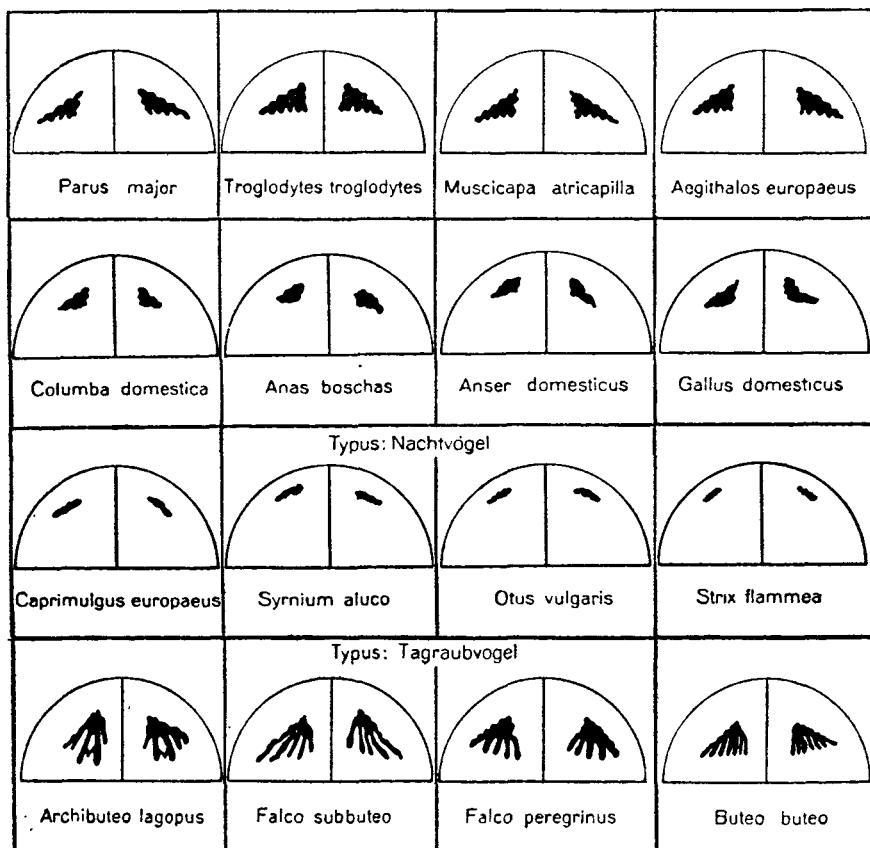 Parus major
Troglodytes troglodytes
Muscicapa atricapilla
Aegithalos europaeus
Columba domestica
Anas boschas
Anser domesticus
Gallus domesticus
Typus: Nachtvögel
Caprimulgus europaeus
Syrnium aluco
Otus vulgaris
Strix flammea
Typus: Tagraubvogel
Archibuteo lagopus
Falco subbuteo
Falco peregrinus
Buteo buteo